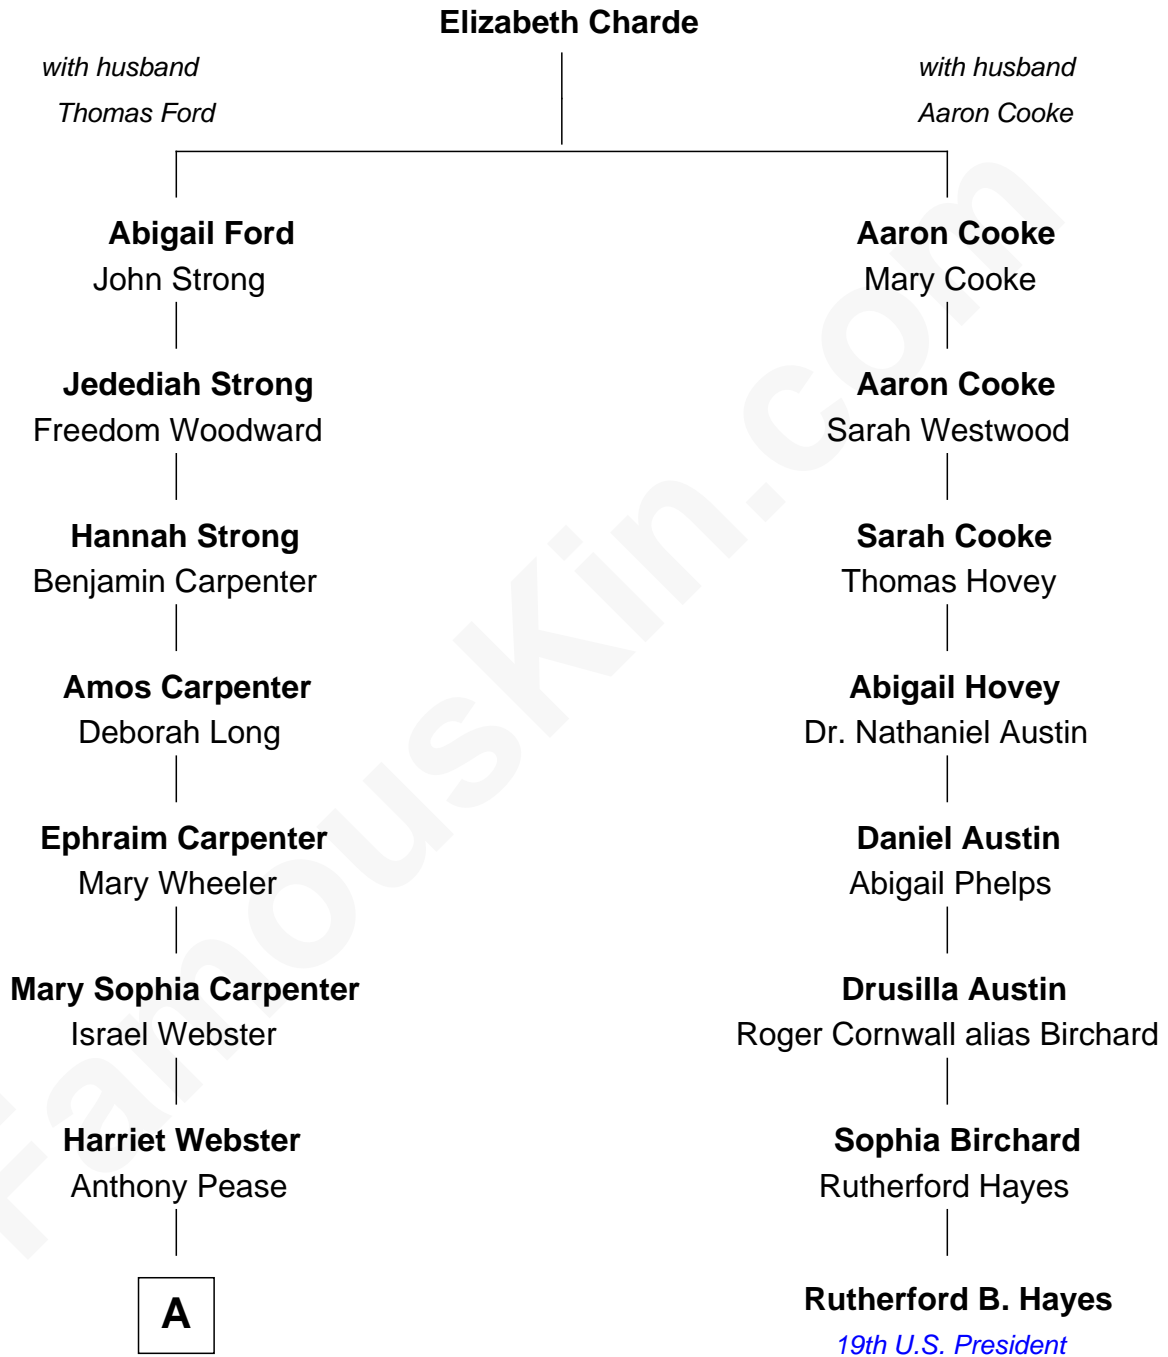 Elizabeth Charde
with husband
Thomas Ford
with husband
Aaron Cooke
Abigail Ford
John Strong
Aaron Cooke
Mary Cooke
Jedediah Strong
Freedom Woodward
Aaron Cooke
Sarah Westwood
Hannah Strong
Benjamin Carpenter
Sarah Cooke
Thomas Hovey
Amos Carpenter
Deborah Long
Abigail Hovey
Dr. Nathaniel Austin
Ephraim Carpenter
Mary Wheeler
Daniel Austin
Abigail Phelps
Mary Sophia Carpenter
Israel Webster
Drusilla Austin
Roger Cornwall alias Birchard
Harriet Webster
Anthony Pease
Sophia Birchard
Rutherford Hayes
A
Rutherford B. Hayes
19th U.S. President
FamousKin.com